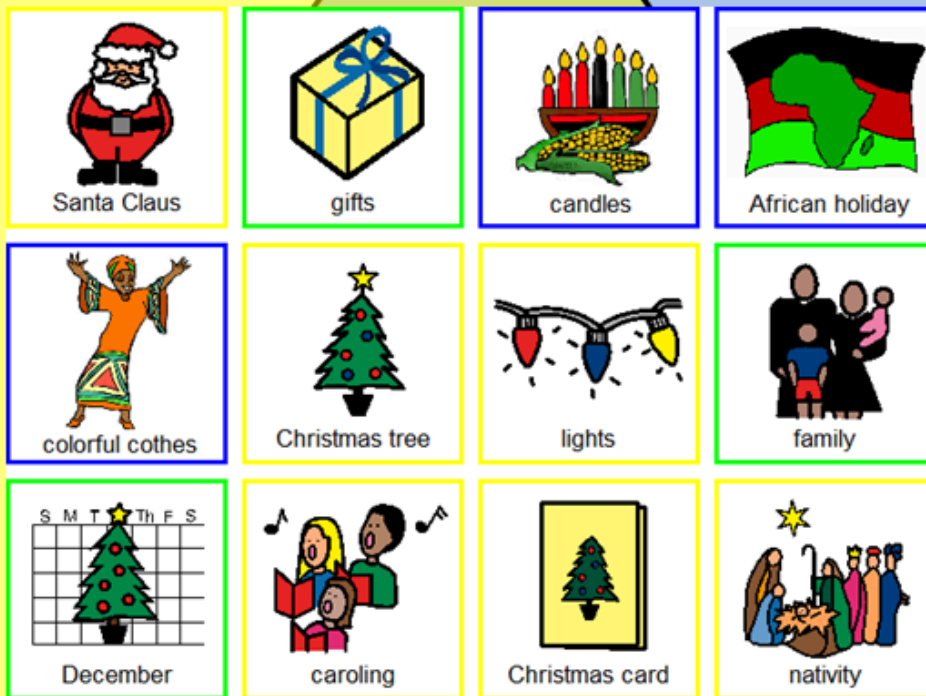 Santa Claus
gifts
candles
African holiday
colorful cothes
Christmas tree
lights
family
S M T Th F S
December
caroling
Christmas card
nativity